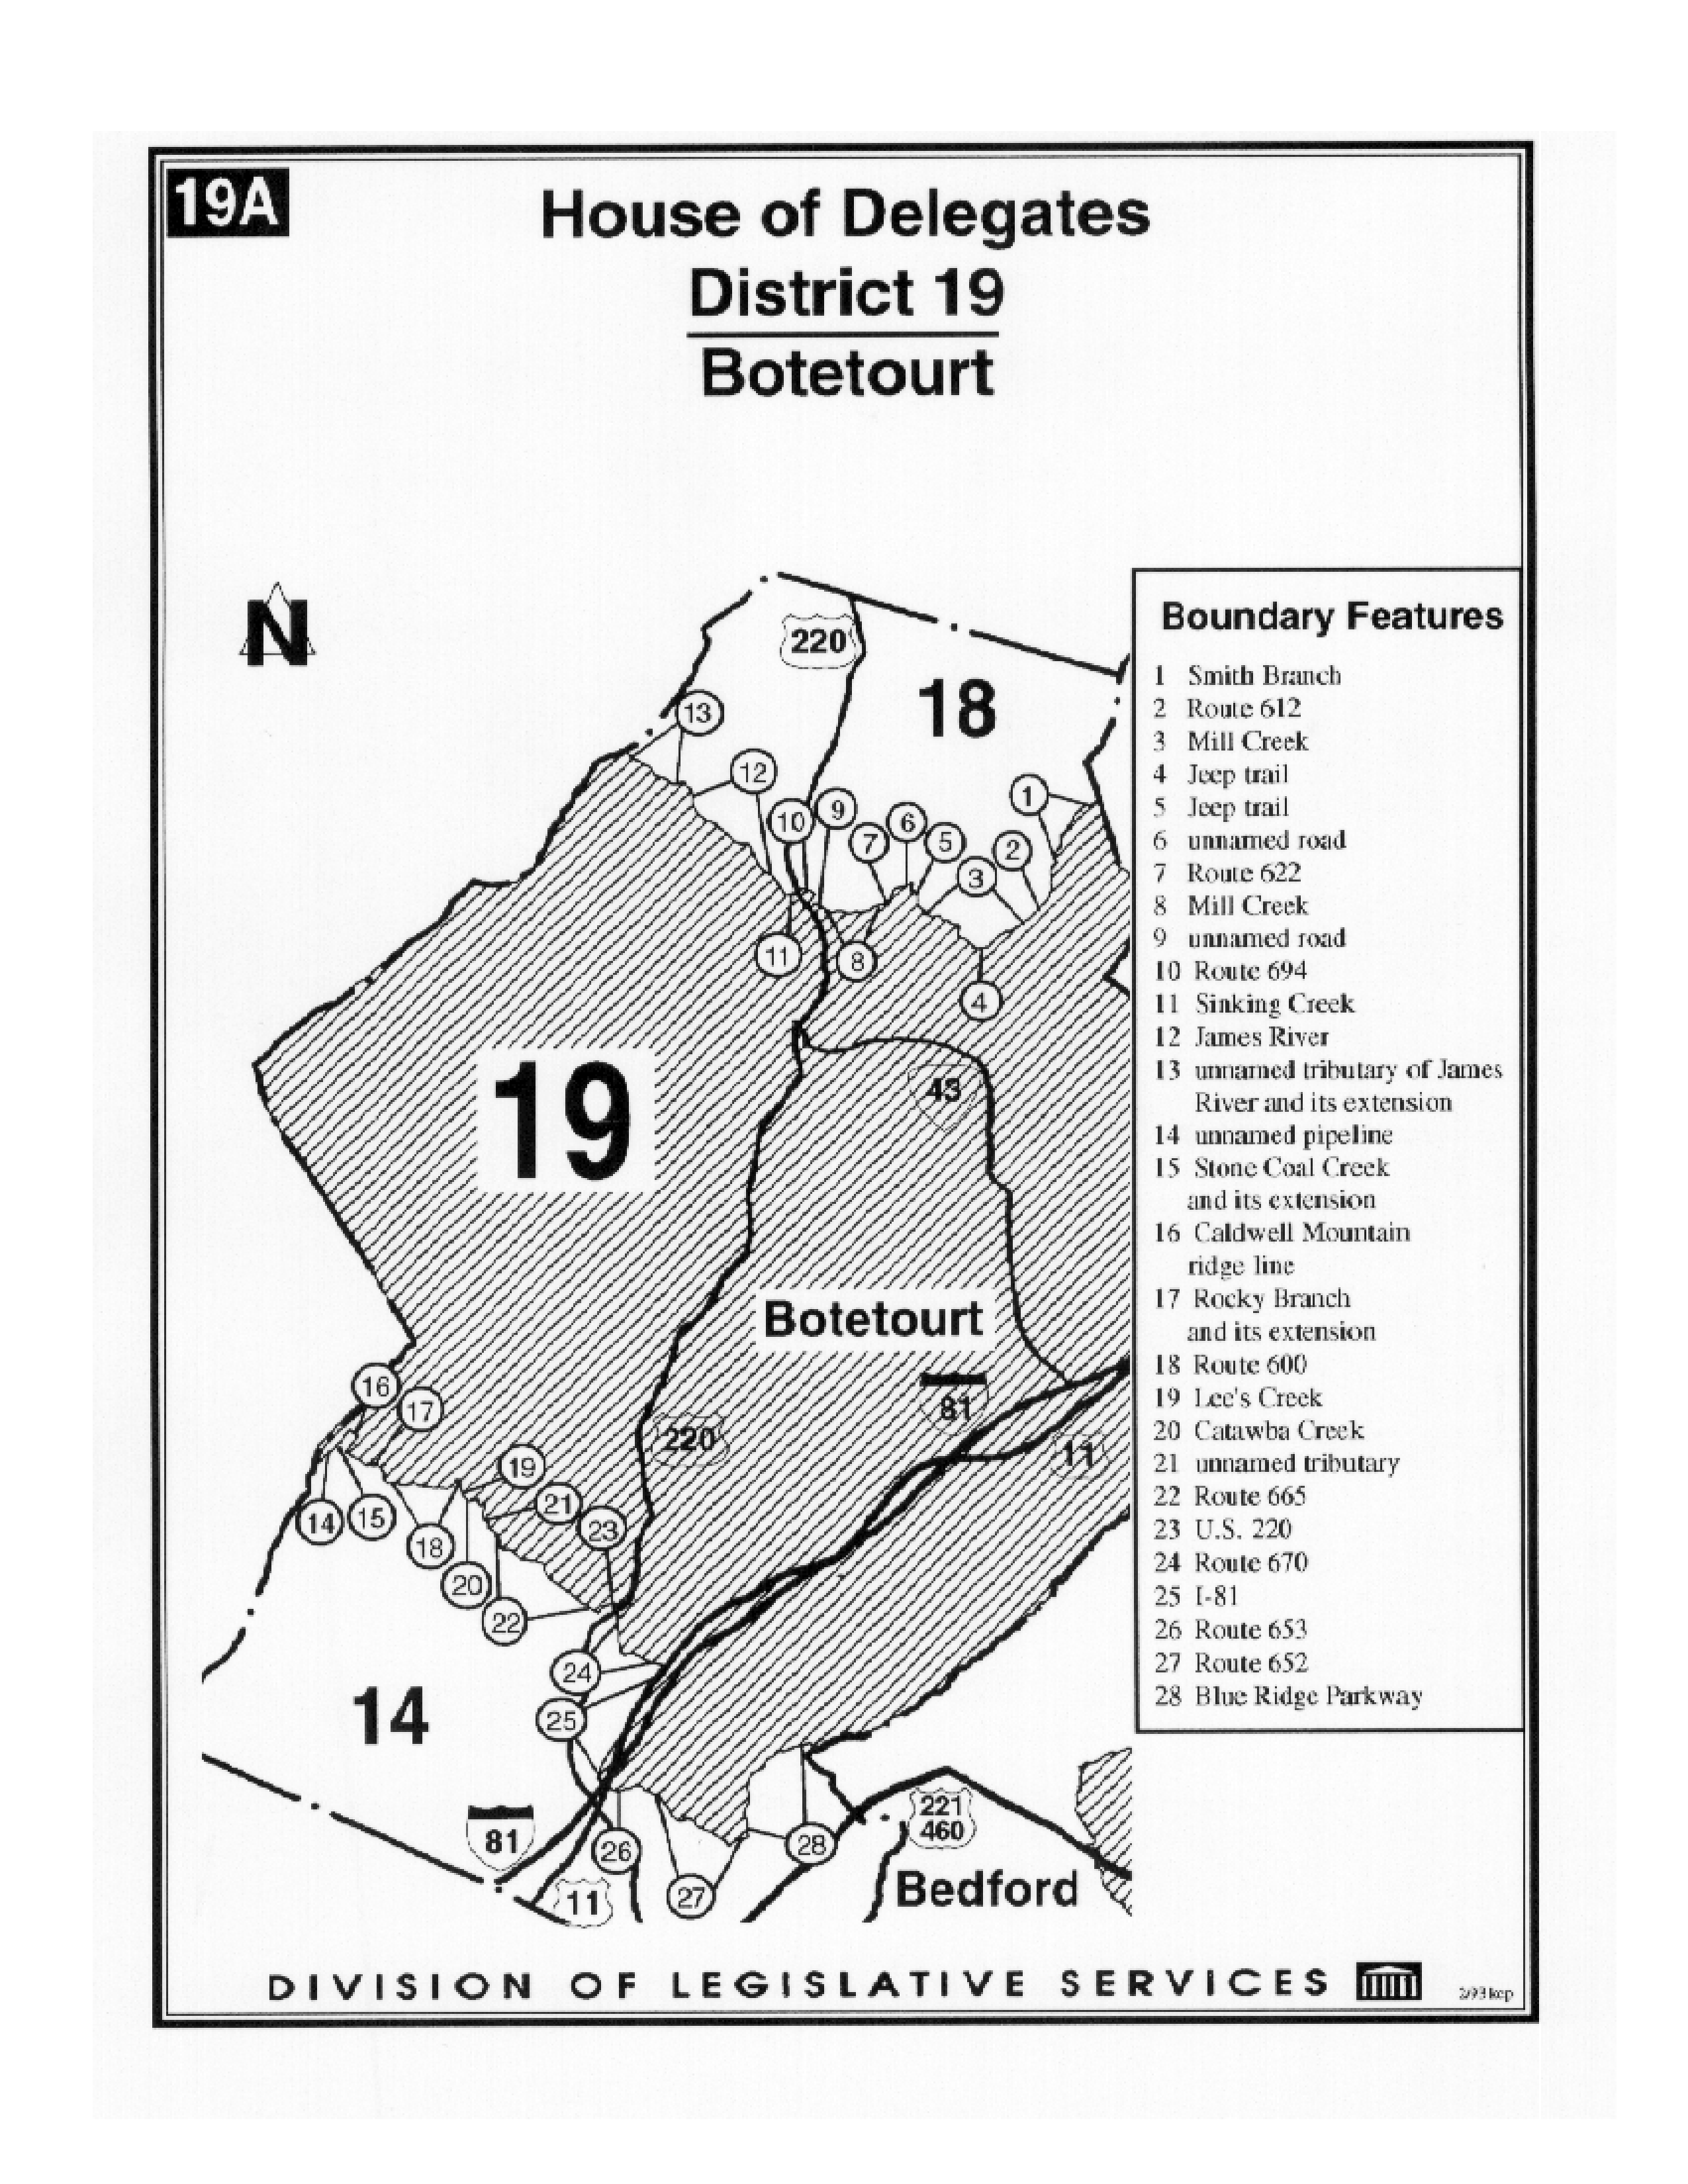 19A
House of Delegates
District 19
Botetourt
N
220
18
13
12
10
9
7
6
5
3
2
1
11
8
4
19
43
Botetourt
81
220
11
16
17
14
15
19
21
23
18
20
22
24
25
14
81
11
26
27
28
221
460
Bedford
Boundary Features
1 Smith Branch
2 Route 612
3 Mill Creek
4 Jeep trail
5 Jeep trail
6 unnamed road
7 Route 622
8 Mill Creek
9 unnamed road
10 Route 694
11 Sinking Creek
12 James River
13 unnamed tributary of James
River and its extension
14 unnamed pipeline
15 Stone Coal Creek
and its extension
16 Caldwell Mountain
ridge line
17 Rocky Branch
and its extension
18 Route 600
19 Lee's Creek
20 Catawba Creek
21 unnamed tributary
22 Route 665
23 U.S. 220
24 Route 670
25 I-81
26 Route 653
27 Route 652
28 Blue Ridge Parkway
DIVISION OF LEGISLATIVE SERVICES
2/93 kcp